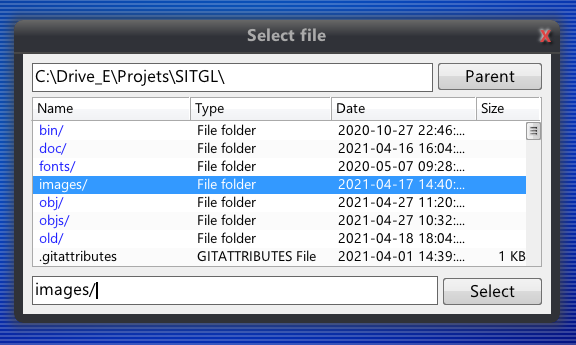 Select file
C:\Drive_E\Projets\SITGL\ Parent
Name Type Date Size
bin/ File folder 2020-10-27 22:46:...
doc/ File folder 2021-04-16 16:04:...
fonts/ File folder 2020-05-07 09:28:...
images/ File folder 2021-04-17 14:40:...
obj/ File folder 2021-04-27 11:20:...
objs/ File folder 2021-04-27 10:32:...
old/ File folder 2021-04-18 18:04:...
.gitattributes GITATTRIBUTES File 2021-04-01 14:39:... 1 KB
images/ Select